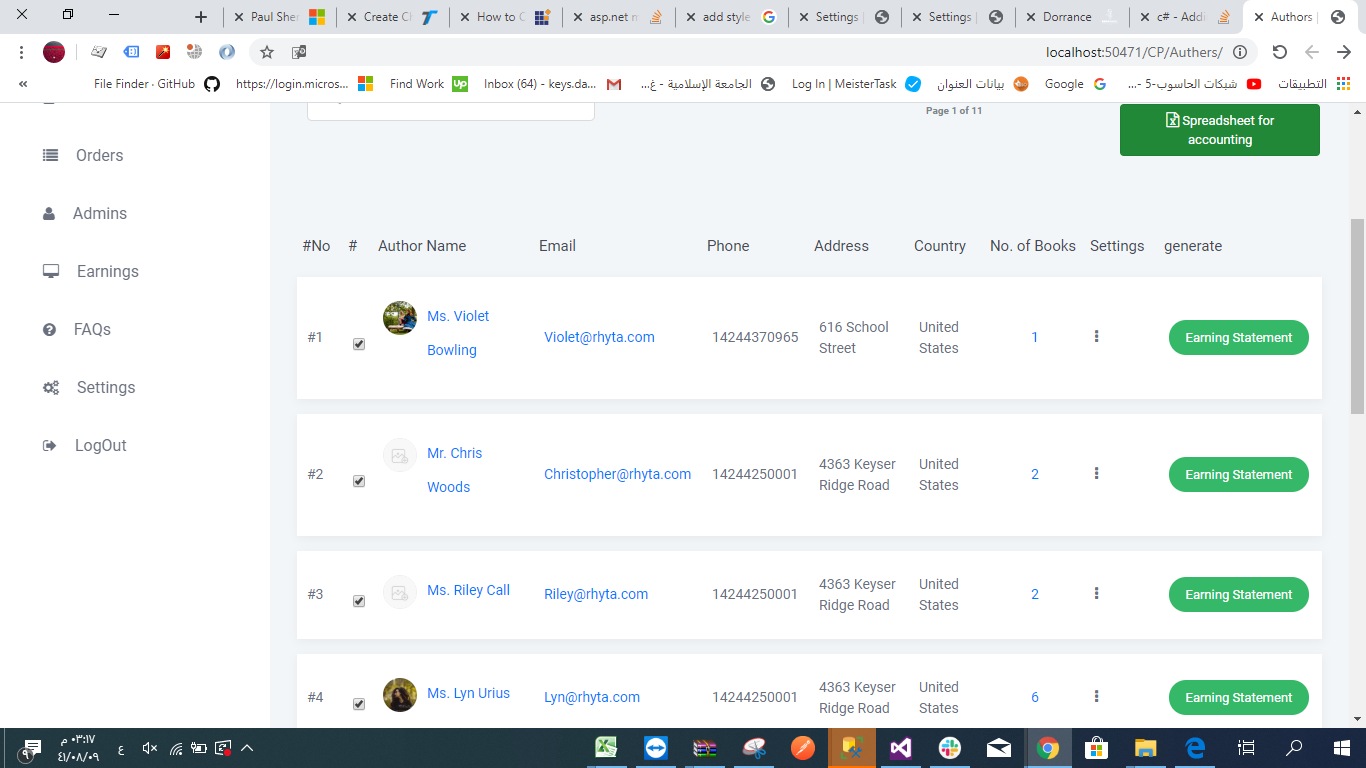 Paul Sher
Create Cl
How to C
asp.net n
add style
Settings
Settings
Dorrance
c# - Addi
Authors |
localhost:50471/CP/Authers/
«
File Finder · GitHub
https://login.micros...
Find Work
Inbox (64) - keys.da...
الجامعة الإسلامية - غ...
Log In | MeisterTask
بيانات العنوان
Google
شبكات الحاسوب-5 -...
التطبيقات
Page 1 of 11
Spreadsheet for
accounting
Orders
Admins
Earnings
FAQs
Settings
LogOut
#No # Author Name Email Phone Address Country No. of Books Settings generate
#1 Ms. Violet Bowling Violet@rhyta.com 14244370965 616 School Street United States 1 Earning Statement
#2 Mr. Chris Woods Christopher@rhyta.com 14244250001 4363 Keyser Ridge Road United States 2 Earning Statement
#3 Ms. Riley Call Riley@rhyta.com 14244250001 4363 Keyser Ridge Road United States 2 Earning Statement
#4 Ms. Lyn Urius Lyn@rhyta.com 14244250001 4363 Keyser Ridge Road United States 6 Earning Statement
٩
٠٣:١٧ م
٤١/٠٨/٠٩
ع